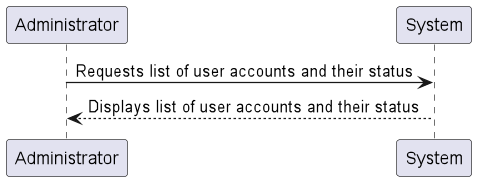 Administrator System
Requests list of user accounts and their status
Displays list of user accounts and their status
Administrator System